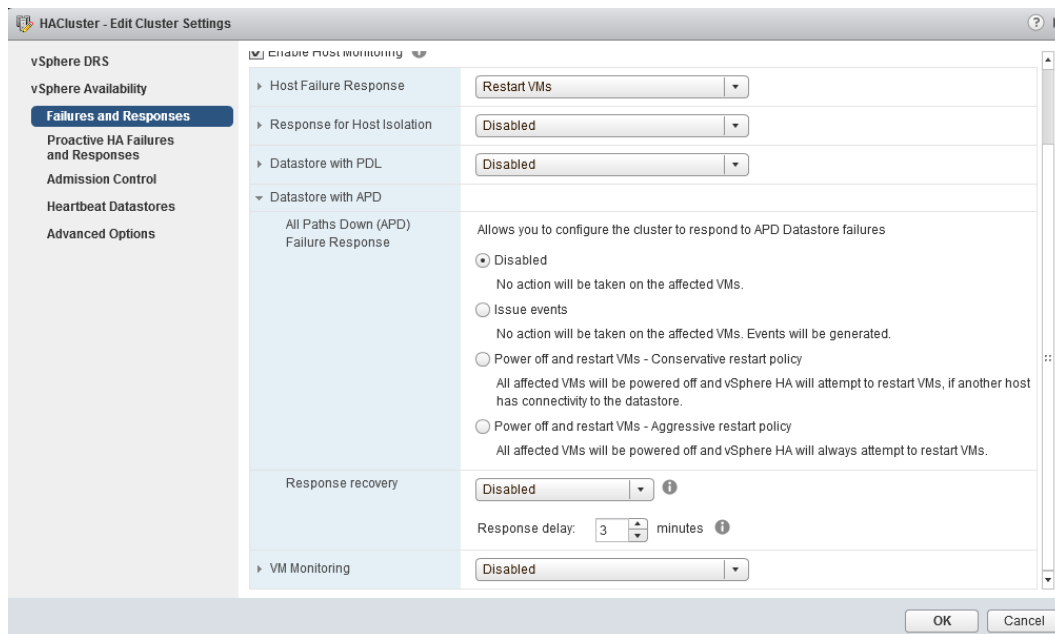 HACluster - Edit Cluster Settings
?
vSphere DRS
vSphere Availability
Failures and Responses
Proactive HA Failures
and Responses
Admission Control
Heartbeat Datastores
Advanced Options
Enable Host Monitoring
Host Failure Response
Restart VMs
Response for Host Isolation
Disabled
Datastore with PDL
Disabled
Datastore with APD
All Paths Down (APD)
Failure Response
Allows you to configure the cluster to respond to APD Datastore failures
Disabled
No action will be taken on the affected VMs.
Issue events
No action will be taken on the affected VMs. Events will be generated.
Power off and restart VMs - Conservative restart policy
All affected VMs will be powered off and vSphere HA will attempt to restart VMs, if another host
has connectivity to the datastore.
Power off and restart VMs - Aggressive restart policy
All affected VMs will be powered off and vSphere HA will always attempt to restart VMs.
Response recovery
Disabled
Response delay: 3 minutes
VM Monitoring
Disabled
OK
Cancel